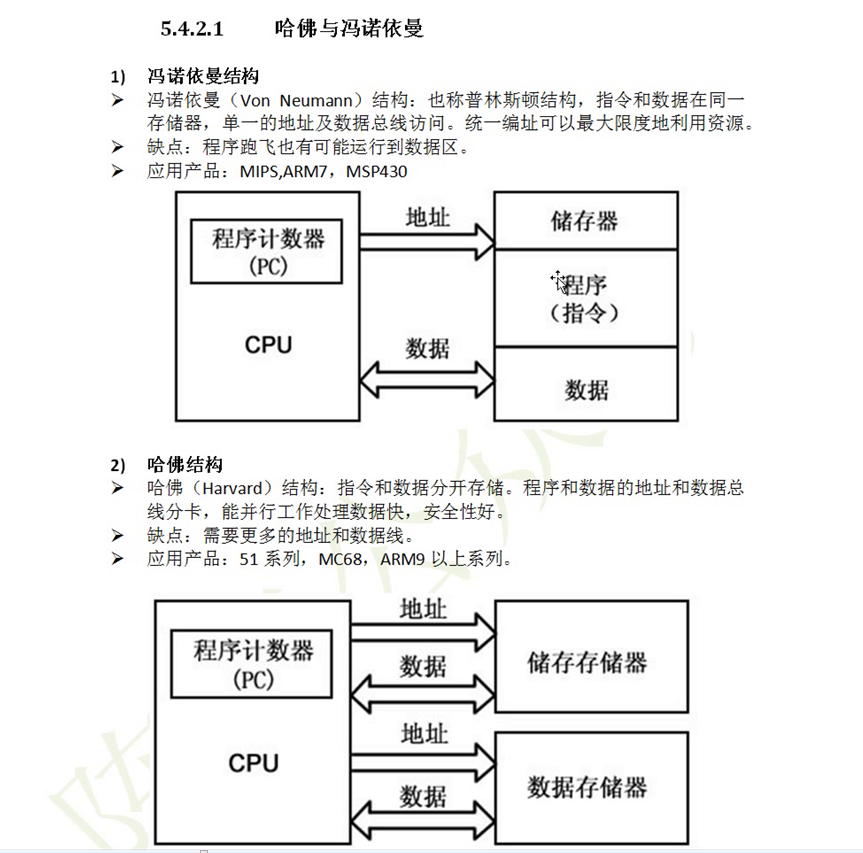 5.4.2.1 哈佛与冯诺依曼
1) 冯诺依曼结构
➢ 冯诺依曼（Von Neumann）结构：也称普林斯顿结构，指令和数据在同一
存储器，单一的地址及数据总线访问。统一编址可以最大限度地利用资源。
➢ 缺点：程序跑飞也有可能运行到数据区。
➢ 应用产品：MIPS,ARM7，MSP430
程序计数器
(PC)
CPU
地址
数据
储存器
程序
（指令）
数据
2) 哈佛结构
➢ 哈佛（Harvard）结构：指令和数据分开存储。程序和数据的地址和数据总
线分卡，能并行工作处理数据快，安全性好。
➢ 缺点：需要更多的地址和数据线。
➢ 应用产品：51 系列，MC68，ARM9 以上系列。
程序计数器
(PC)
CPU
地址
数据
地址
数据
储存存储器
数据存储器